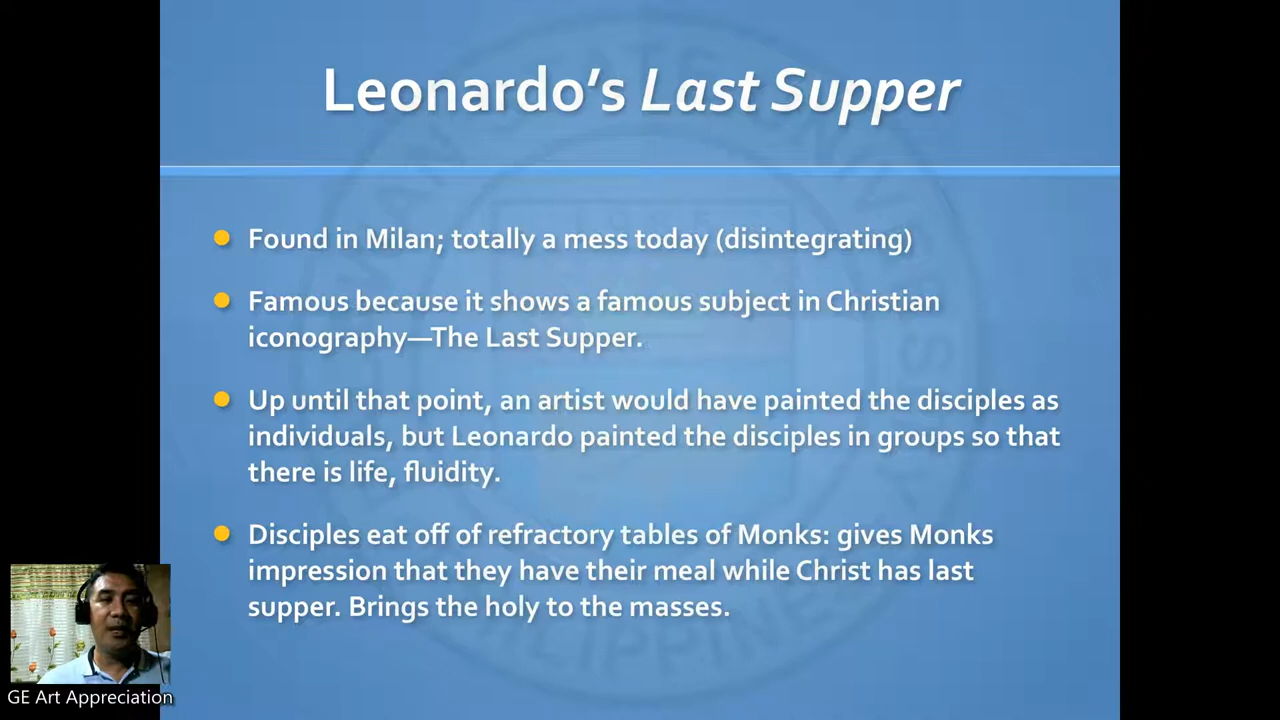 Leonardo's Last Supper
Found in Milan; totally a mess today (disintegrating)
Famous because it shows a famous subject in Christian
iconography—The Last Supper.
Up until that point, an artist would have painted the disciples as
individuals, but Leonardo painted the disciples in groups so that
there is life, fluidity.
Disciples eat off of refractory tables of Monks: gives Monks
impression that they have their meal while Christ has last
supper. Brings the holy to the masses.
GE Art Appreciation